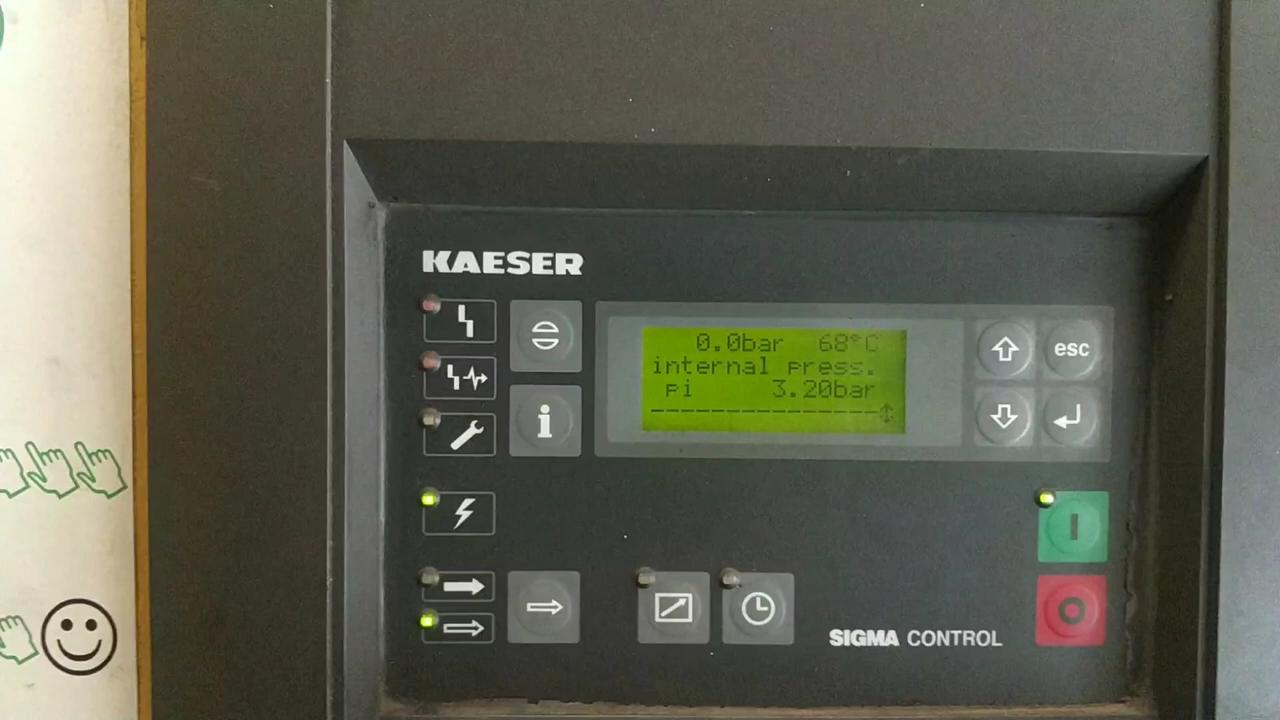 KAESER
0.0bar 68°C
internal press.
pi 3.20bar
esc
i
SIGMA CONTROL